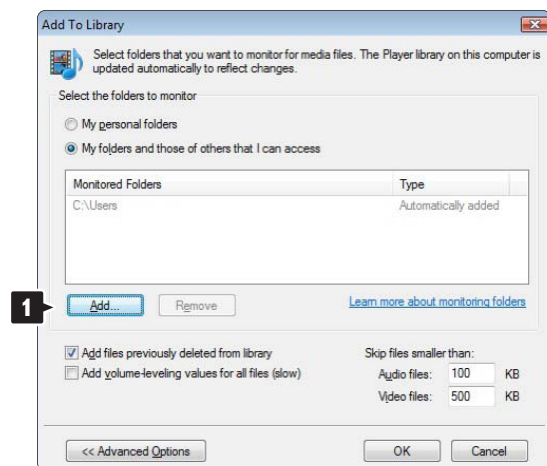 Add To Library
Select folders that you want to monitor for media files. The Player library on this computer is
updated automatically to reflect changes.
Select the folders to monitor
My personal folders
My folders and those of others that I can access
Monitored Folders Type
C:\Users Automatically added
1
Add... Remove Learn more about monitoring folders
Add files previously deleted from library
Add volume-leveling values for all files (slow)
Skip files smaller than:
Audio files: 100 KB
Video files: 500 KB
<< Advanced Options OK Cancel